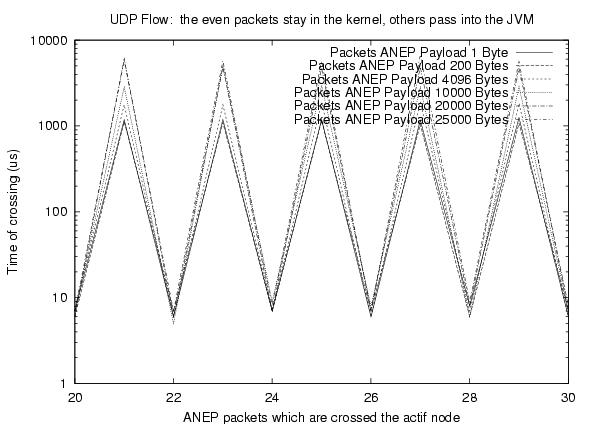 UDP Flow: the even packets stay in the kernel, others pass into the JVM
10000
1000
100
10
1
Time of crossing (us)
Packets ANEP Payload 1 Byte
Packets ANEP Payload 200 Bytes
Packets ANEP Payload 4096 Bytes
Packets ANEP Payload 10000 Bytes
Packets ANEP Payload 20000 Bytes
Packets ANEP Payload 25000 Bytes
20 22 24 26 28 30
ANEP packets which are crossed the actif node